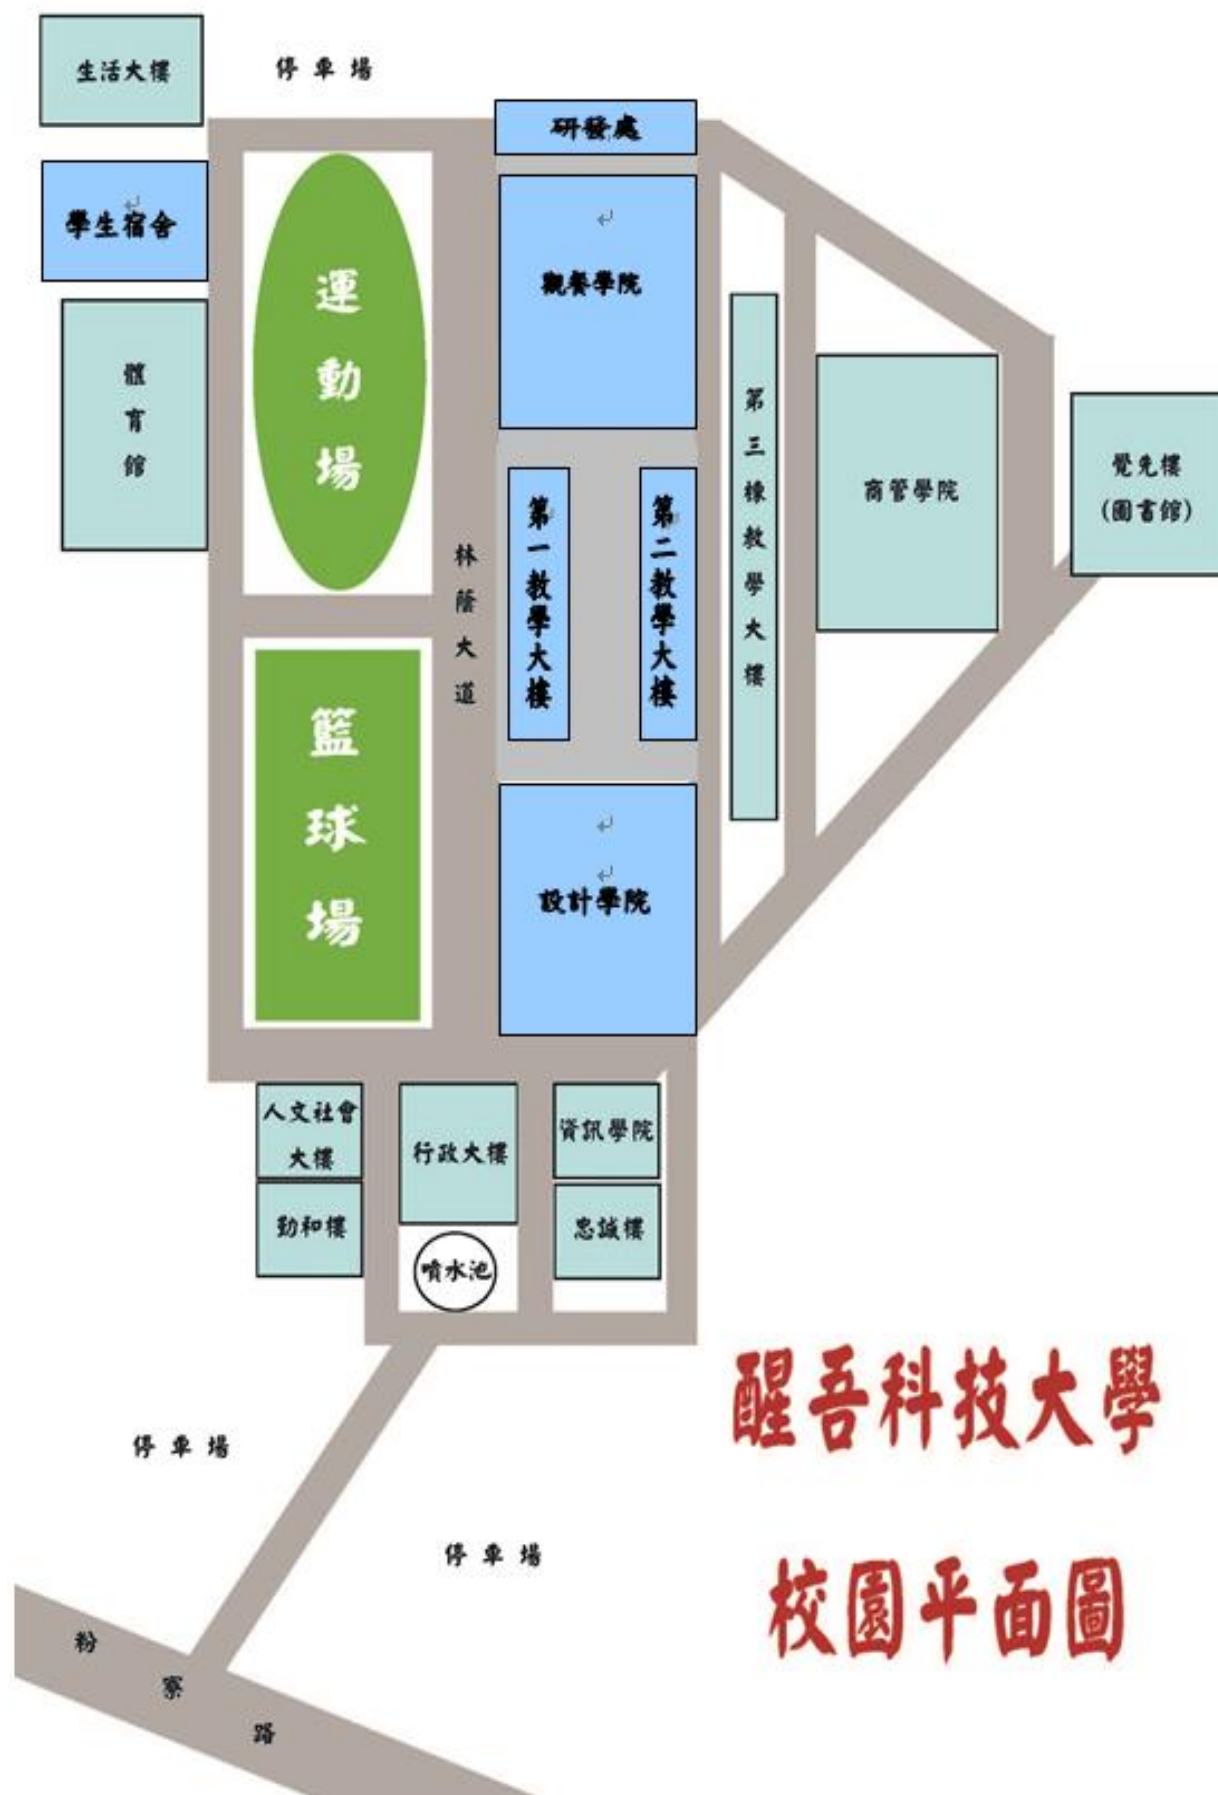 生活大樓
停車場
研發處
學生宿舍
觀餐學院
運動場
體育館
第三棟教學大樓
商管學院
覺先樓
(圖書館)
第一教學大樓
第二教學大樓
林蔭大道
籃球場
設計學院
人文社會
大樓
行政大樓
資訊學院
勤和樓
忠誠樓
噴水池
醒吾科技大學
停車場
停車場
校園平面圖
粉寮路